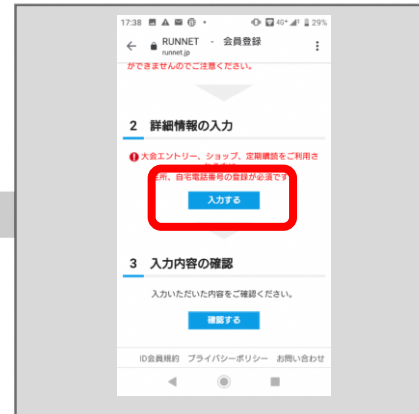 17:38
4G+
29%
RUNNET - 会員登録
runnet.jp
ができませんのでご注意ください。
2 詳細情報の入力
大会エントリー、ショップ、定期購読をご利用さ
住所、自宅電話番号の登録が必須です
入力する
3 入力内容の確認
入力いただいた内容をご確認ください。
確認する
ID会員規約 プライバシーポリシー お問い合わせ